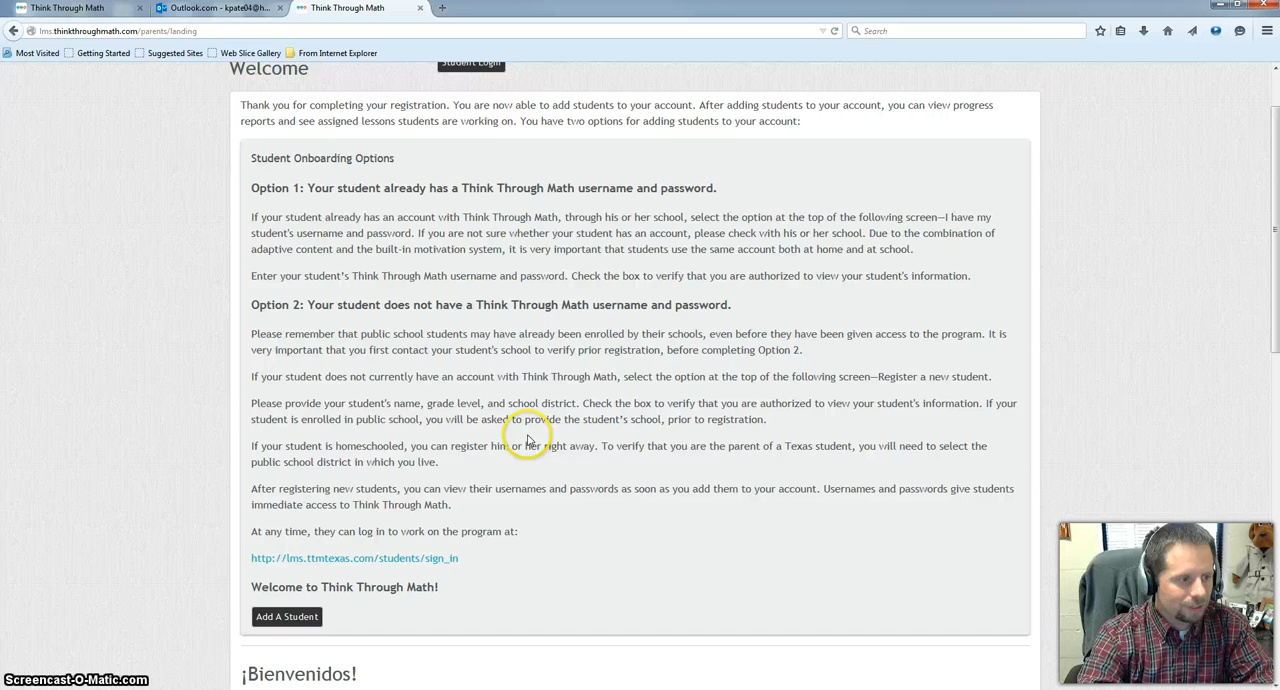 Think Through Math
Outlook.com - kpate04@h...
Think Through Math
lms.thinkthroughmath.com/parents/landing
Search
Most Visited
Getting Started
Suggested Sites
Web Slice Gallery
From Internet Explorer
Student Login
Welcome
Thank you for completing your registration. You are now able to add students to your account. After adding students to your account, you can view progress
reports and see assigned lessons students are working on. You have two options for adding students to your account:
Student Onboarding Options
Option 1: Your student already has a Think Through Math username and password.
If your student already has an account with Think Through Math, through his or her school, select the option at the top of the following screen—I have my
student's username and password. If you are not sure whether your student has an account, please check with his or her school. Due to the combination of
adaptive content and the built-in motivation system, it is very important that students use the same account both at home and at school.
Enter your student’s Think Through Math username and password. Check the box to verify that you are authorized to view your student's information.
Option 2: Your student does not have a Think Through Math username and password.
Please remember that public school students may have already been enrolled by their schools, even before they have been given access to the program. It is
very important that you first contact your student's school to verify prior registration, before completing Option 2.
If your student does not currently have an account with Think Through Math, select the option at the top of the following screen—Register a new student.
Please provide your student's name, grade level, and school district. Check the box to verify that you are authorized to view your student's information. If your
student is enrolled in public school, you will be asked to provide the student’s school, prior to registration.
If your student is homeschooled, you can register him or her right away. To verify that you are the parent of a Texas student, you will need to select the
public school district in which you live.
After registering new students, you can view their usernames and passwords as soon as you add them to your account. Usernames and passwords give students
immediate access to Think Through Math.
At any time, they can log in to work on the program at:
http://lms.ttmtexas.com/students/sign_in
Welcome to Think Through Math!
Add A Student
¡Bienvenidos!
Screencast-O-Matic.com